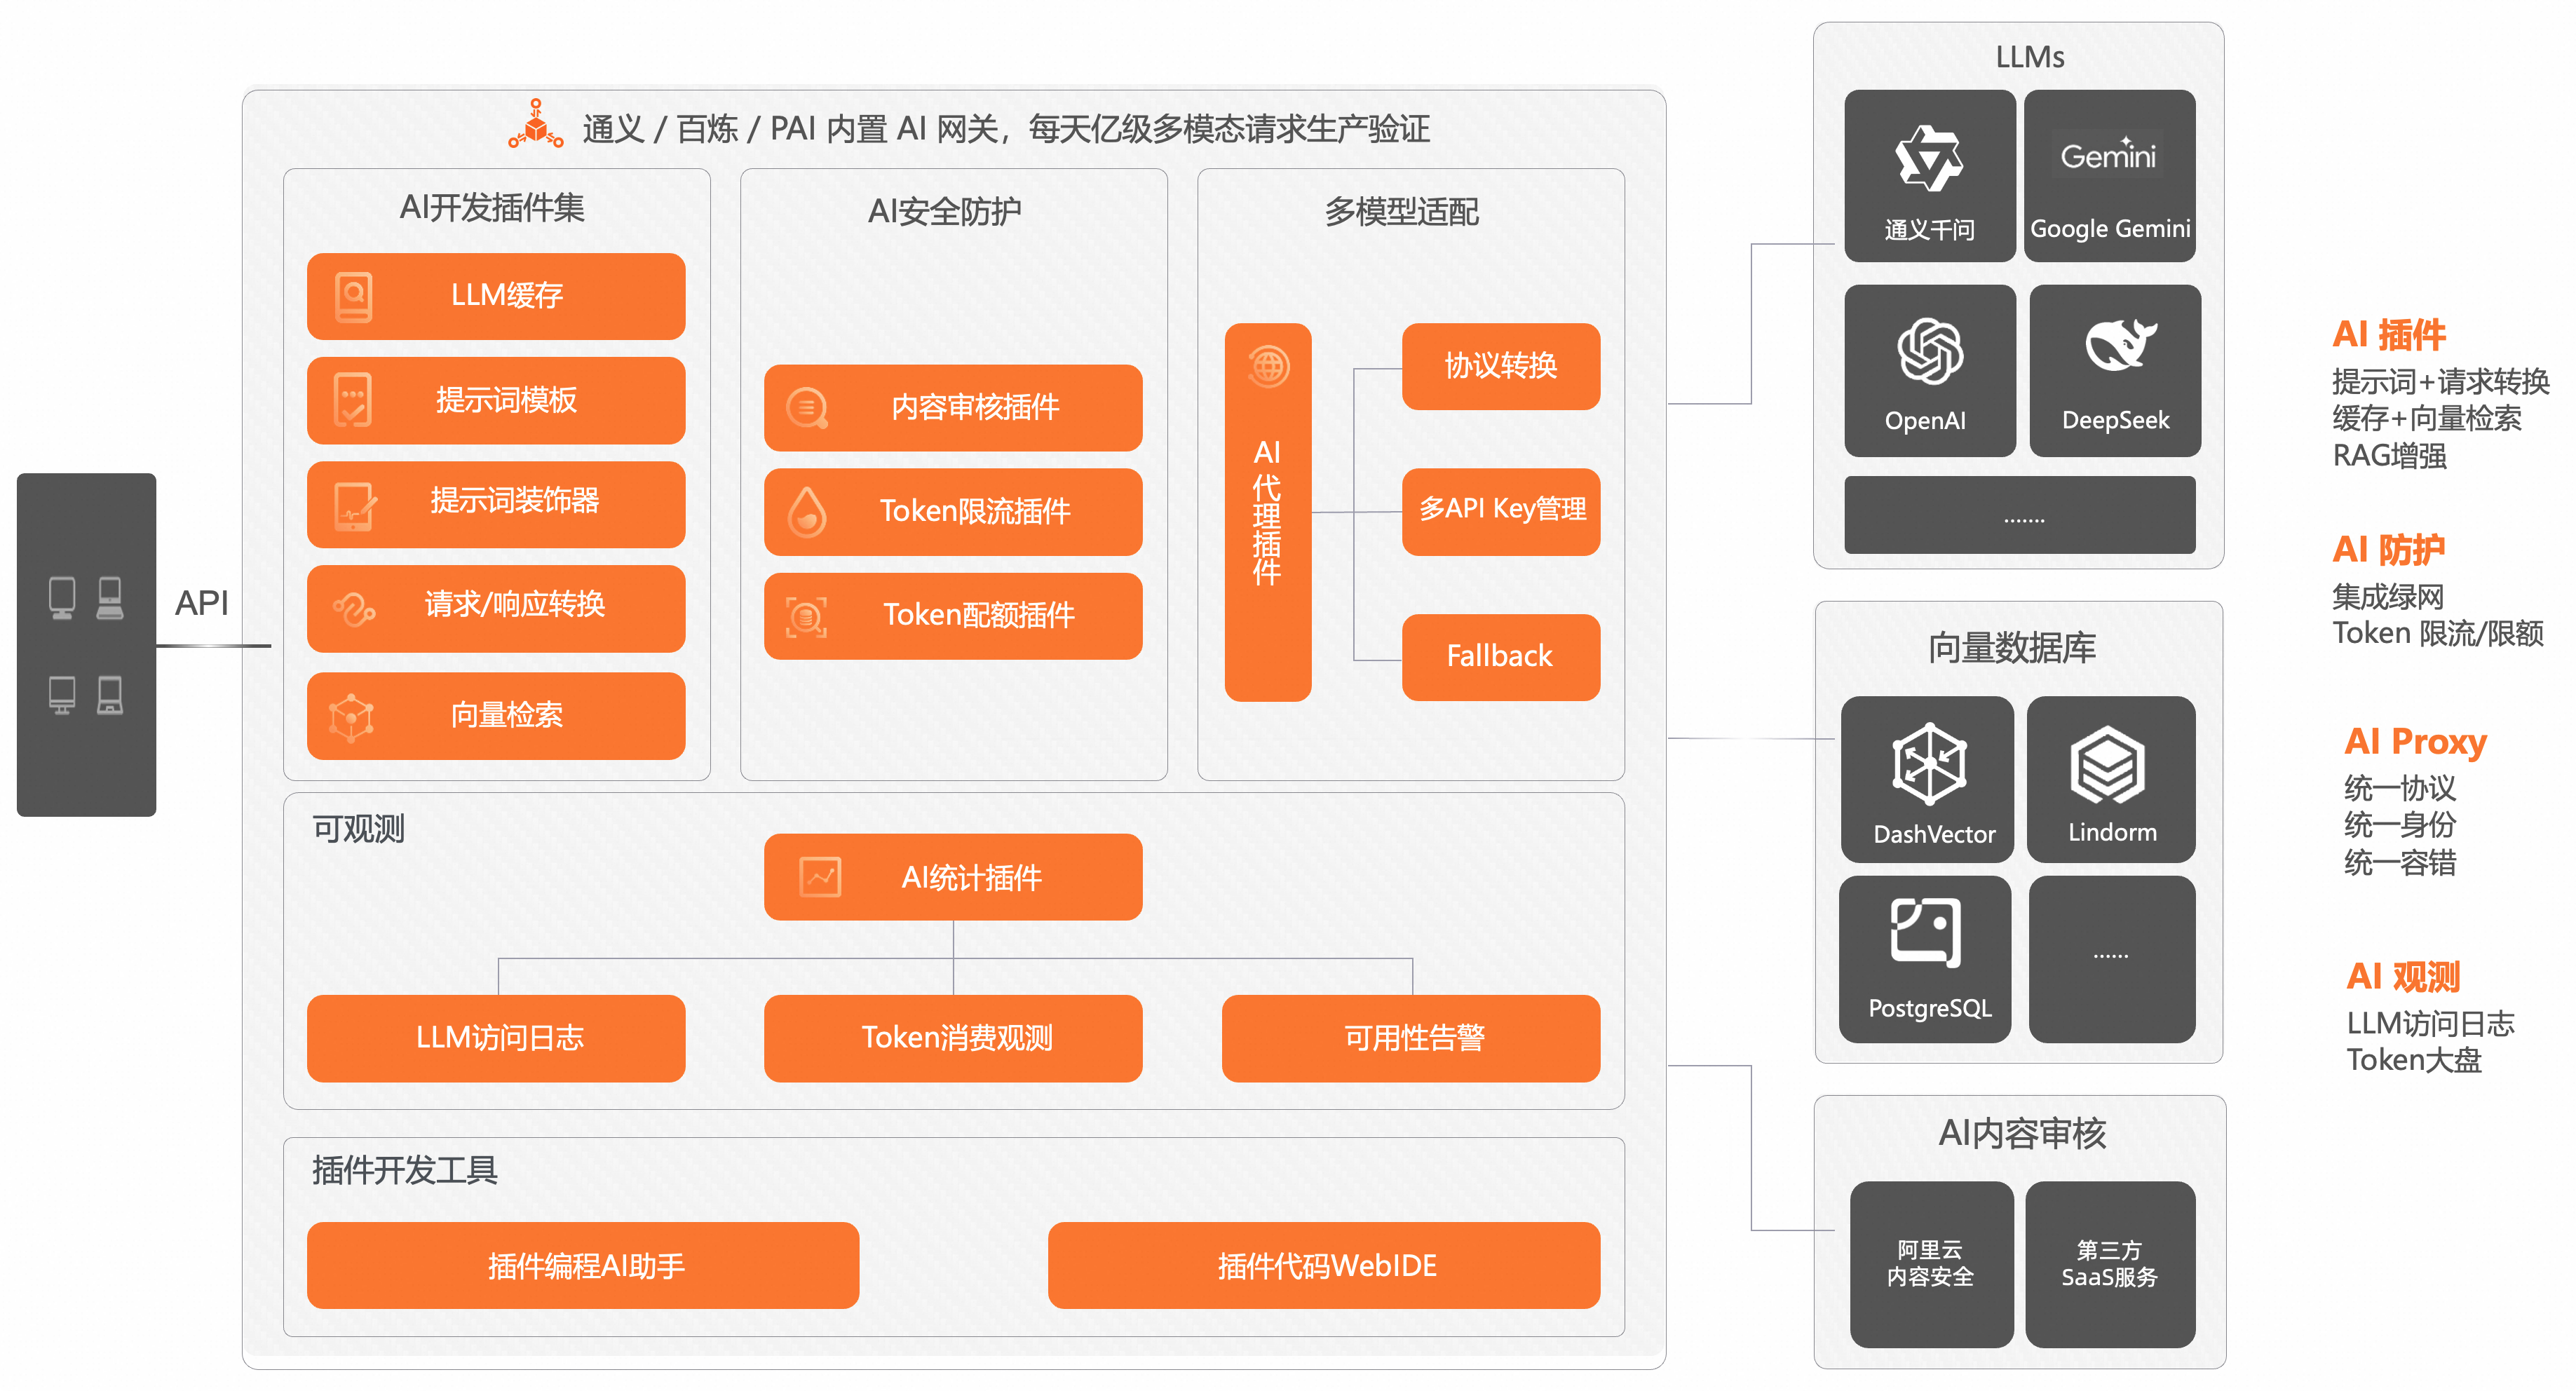 API
通义 / 百炼 / PAI 内置 AI 网关，每天亿级多模态请求生产验证
AI开发插件集
LLM缓存
提示词模板
提示词装饰器
请求/响应转换
向量检索
AI安全防护
内容审核插件
Token限流插件
Token配额插件
多模型适配
AI代理插件
协议转换
多API Key管理
Fallback
可观测
AI统计插件
LLM访问日志
Token消费观测
可用性告警
插件开发工具
插件编程AI助手
插件代码WebIDE
LLMs
通义千问
Gemini
Google Gemini
OpenAI
DeepSeek
.......
向量数据库
DashVector
Lindorm
PostgreSQL
......
AI内容审核
阿里云
内容安全
第三方
SaaS服务
AI 插件
提示词+请求转换
缓存+向量检索
RAG增强
AI 防护
集成绿网
Token 限流/限额
AI Proxy
统一协议
统一身份
统一容错
AI 观测
LLM访问日志
Token大盘